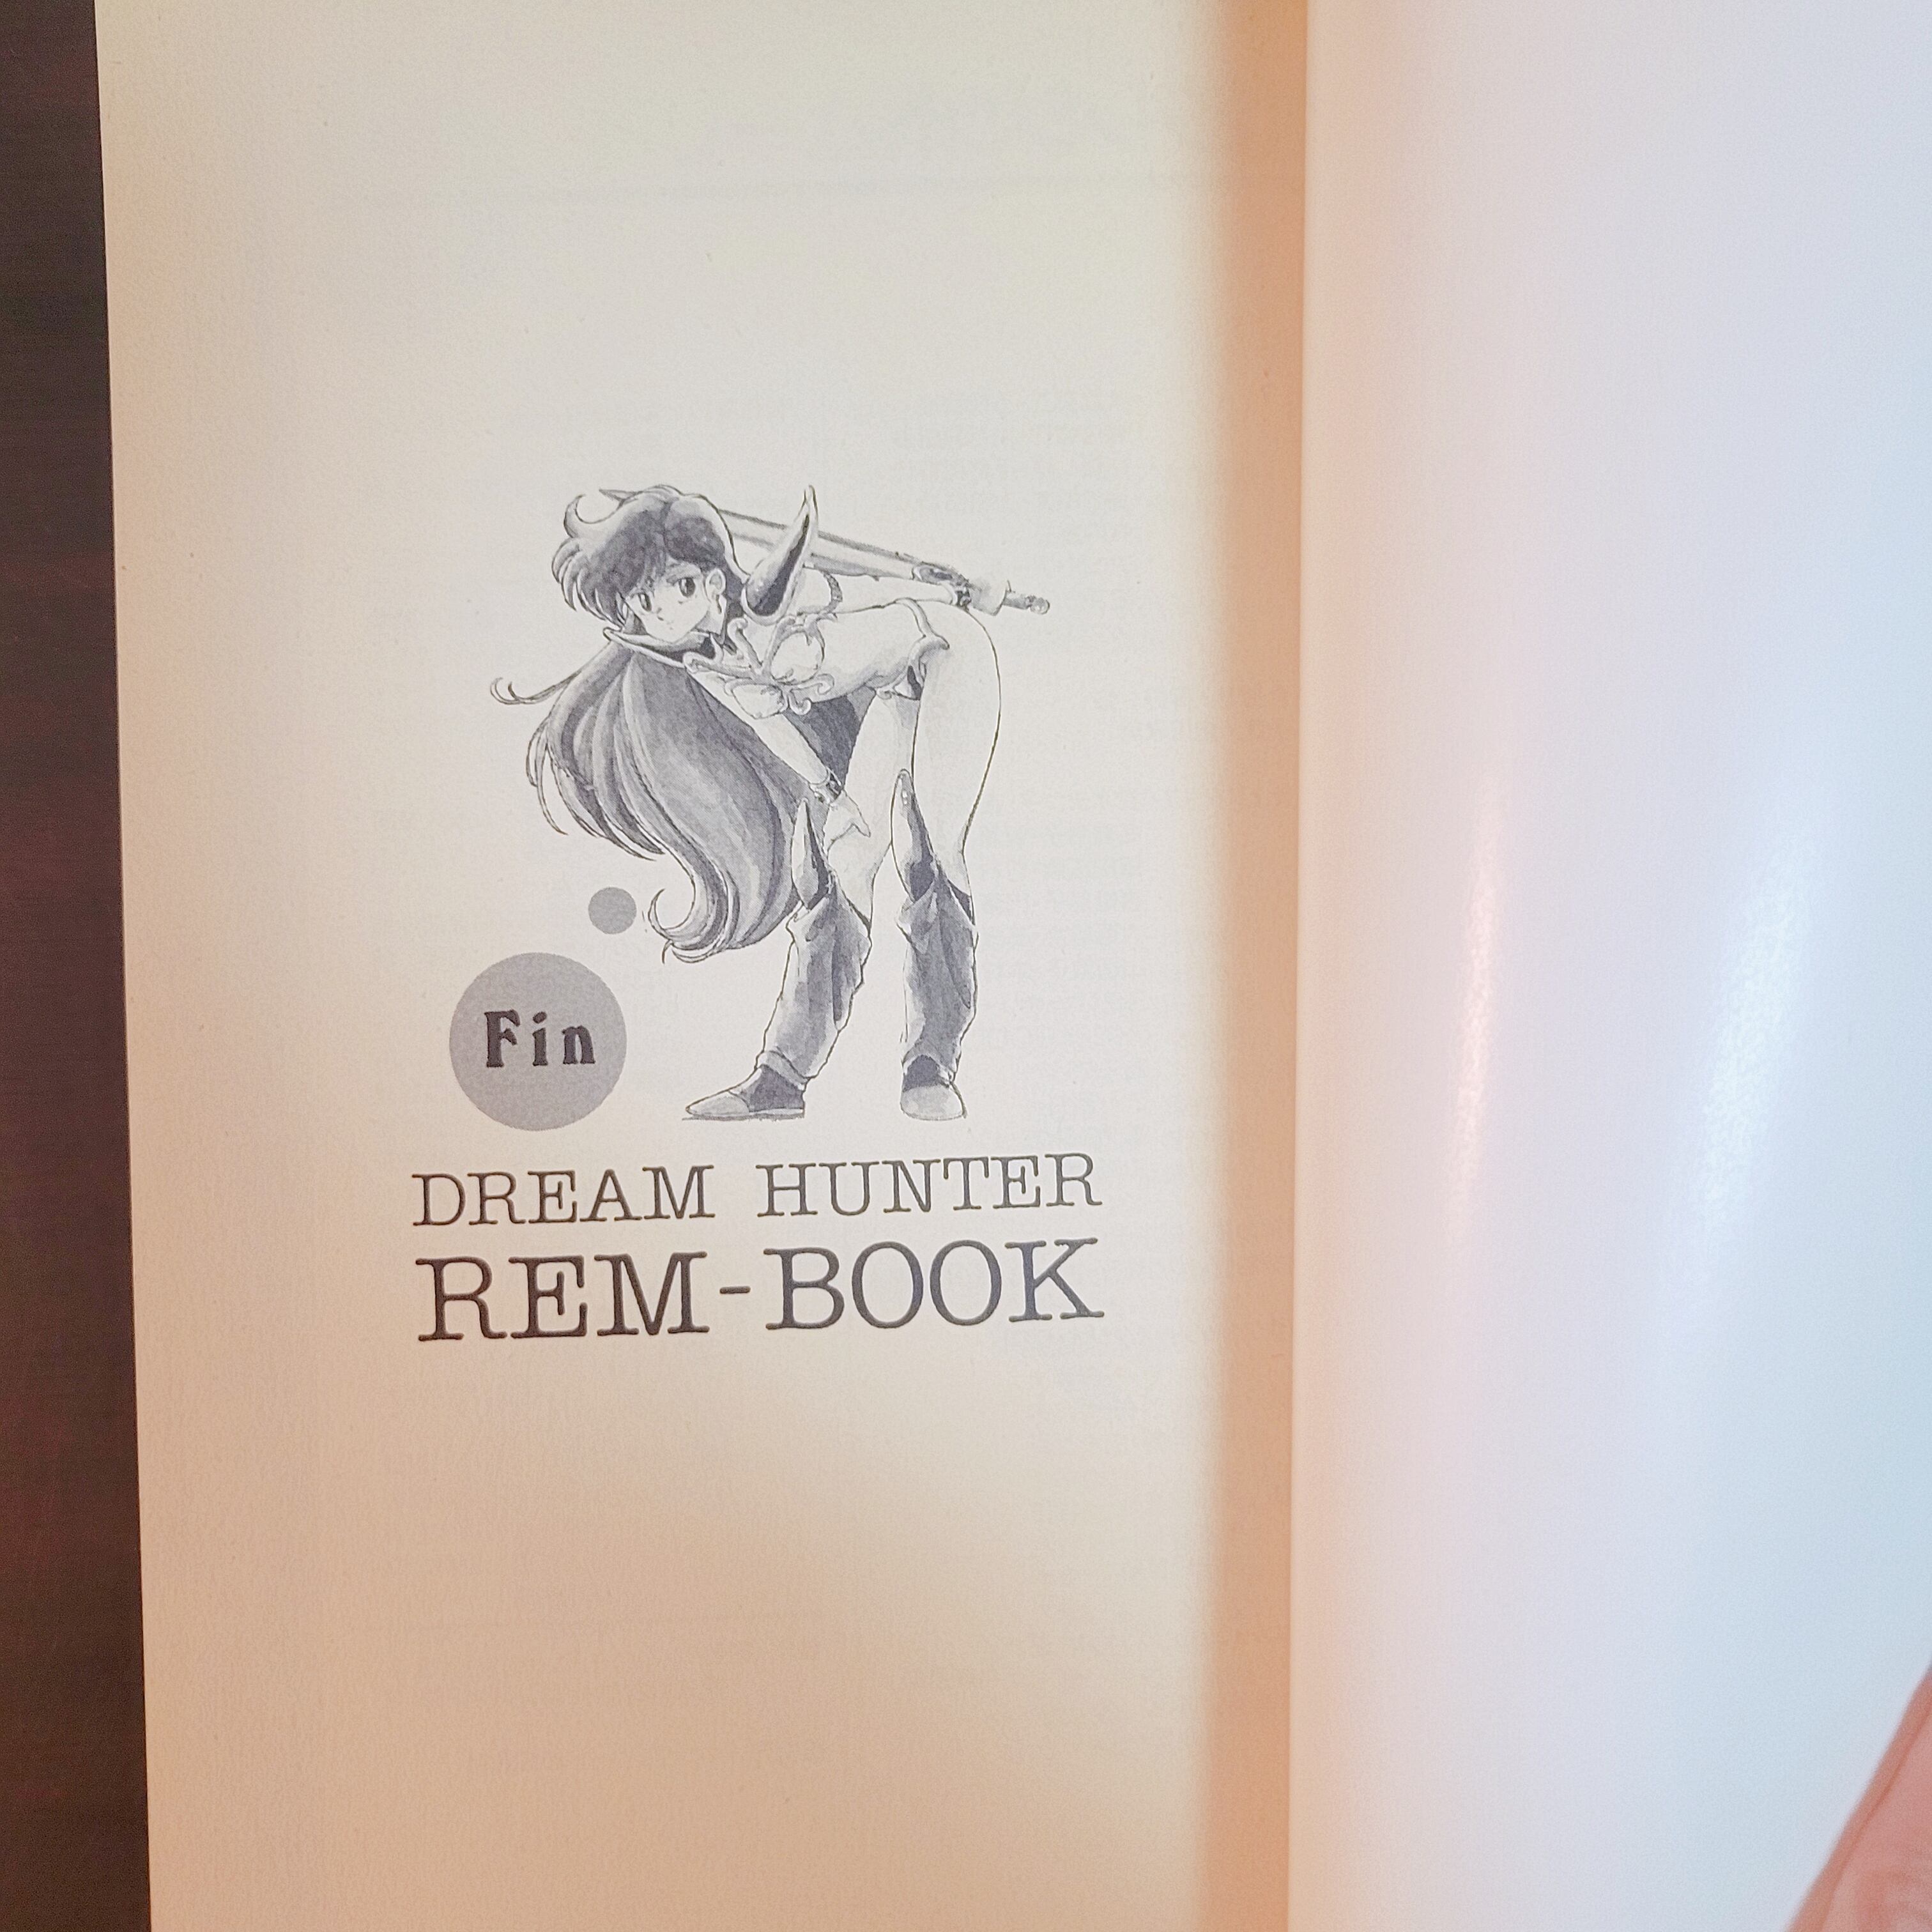 Fin
DREAM HUNTER
REM-BOOK